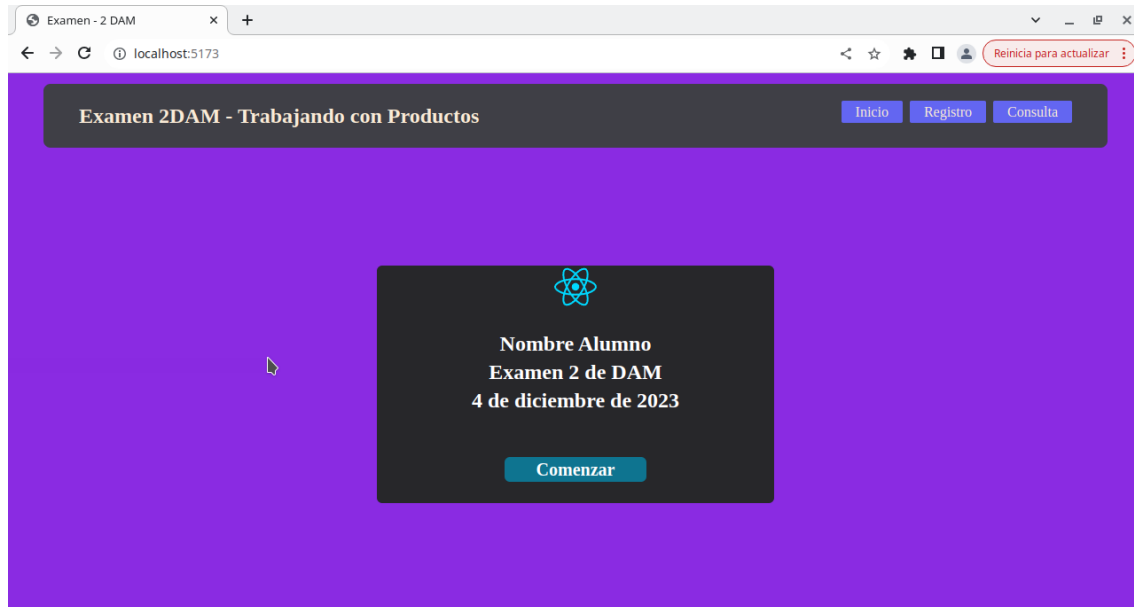 Examen - 2 DAM
localhost:5173
Reinicia para actualizar
Examen 2DAM - Trabajando con Productos
Inicio
Registro
Consulta
Nombre Alumno
Examen 2 de DAM
4 de diciembre de 2023
Comenzar